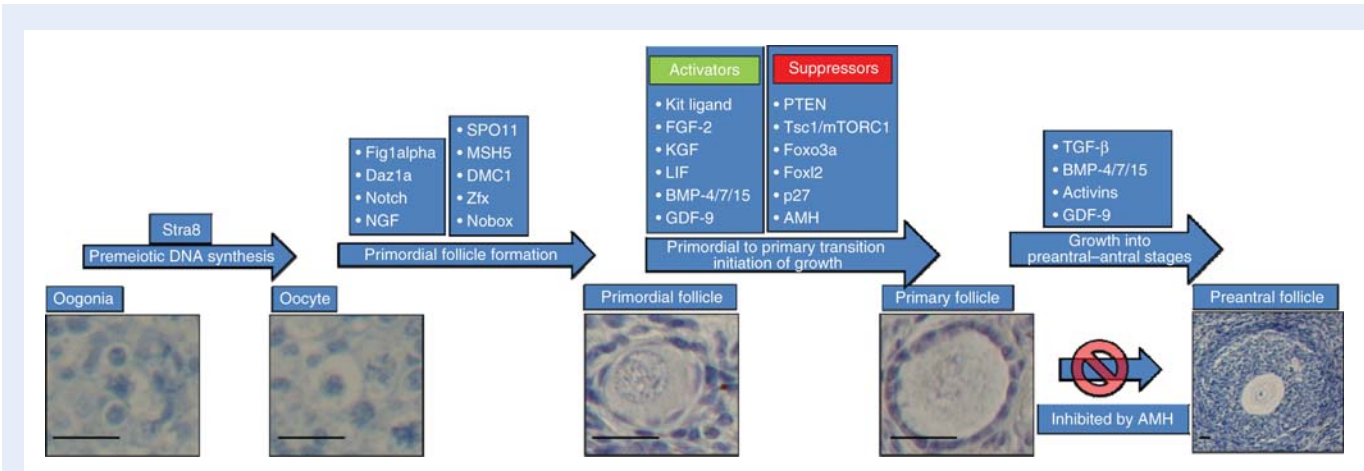 Activators
• Kit ligand
• FGF-2
• KGF
• LIF
• BMP-4/7/15
• GDF-9
Suppressors
• PTEN
• Tsc1/mTORC1
• Foxo3a
• Foxl2
• p27
• AMH
• Fig1alpha
• Daz1a
• Notch
• NGF
• SPO11
• MSH5
• DMC1
• Zfx
• Nobox
• TGF-β
• BMP-4/7/15
• Activins
• GDF-9
Stra8
Premeiotic DNA synthesis
Primordial follicle formation
Primordial to primary transition
initiation of growth
Growth into
preantral–antral stages
Oogonia
Oocyte
Primordial follicle
Primary follicle
Preantral follicle
Inhibited by AMH